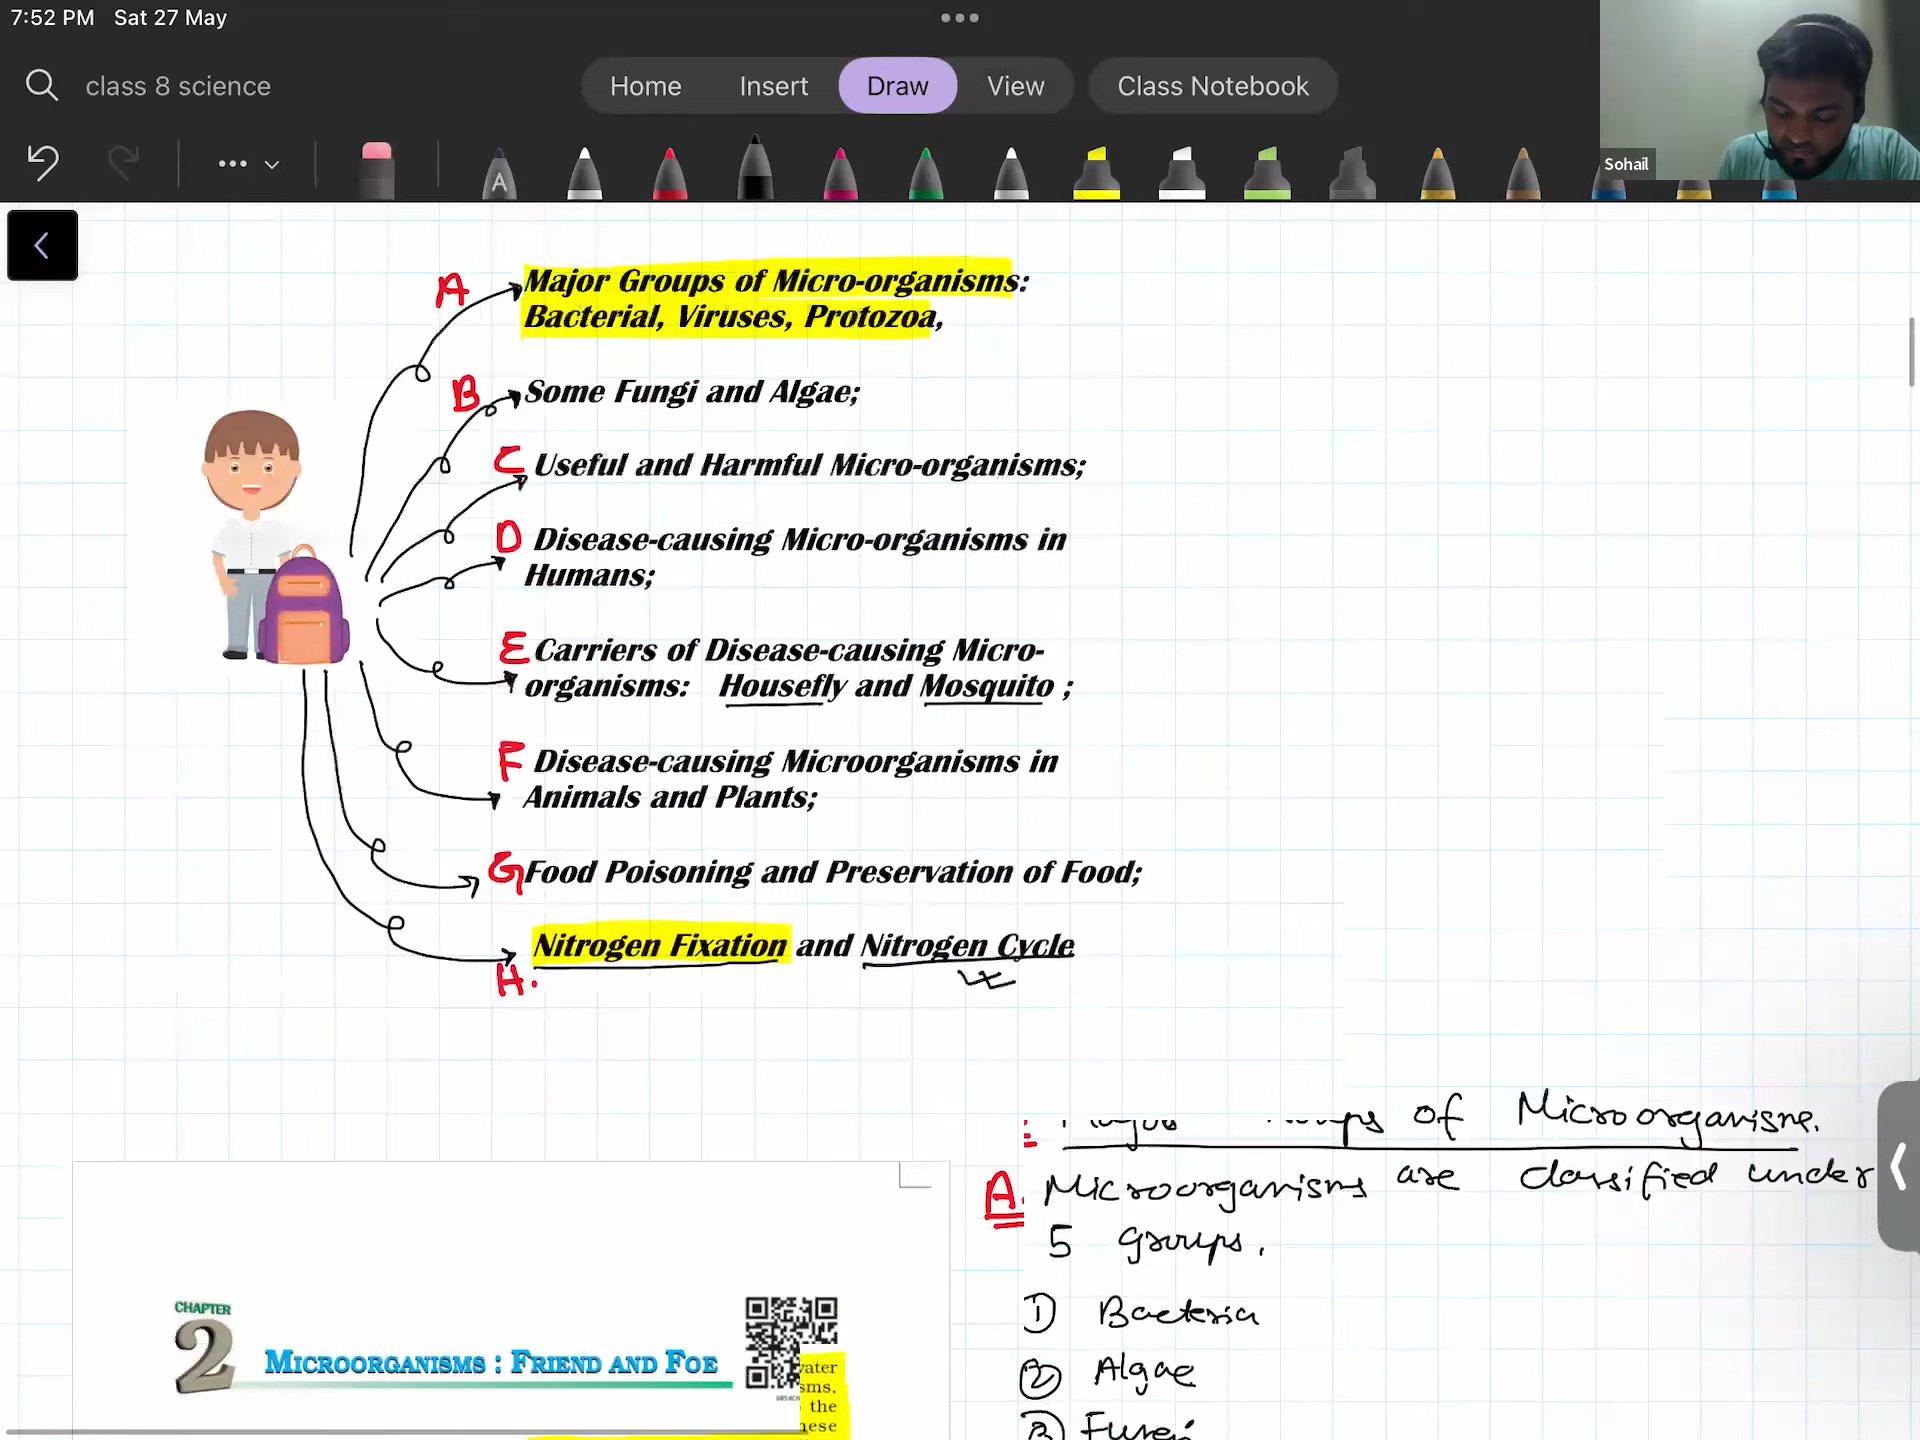 7:52 PM Sat 27 May
class 8 science
Home Insert Draw View Class Notebook
A
Sohail
A Major Groups of Micro-organisms:
Bacterial, Viruses, Protozoa,
B Some Fungi and Algae;
C Useful and Harmful Micro-organisms;
D Disease-causing Micro-organisms in
Humans;
E Carriers of Disease-causing Micro-
organisms: Housefly and Mosquito ;
F Disease-causing Microorganisms in
Animals and Plants;
G Food Poisoning and Preservation of Food;
H. Nitrogen Fixation and Nitrogen Cycle
of Microorganisms.
A. Microorganisms are classified under
5 groups.
① Bacteria
② Algae
③ Fungi
CHAPTER
2
MICROORGANISMS : FRIEND AND FOE
the